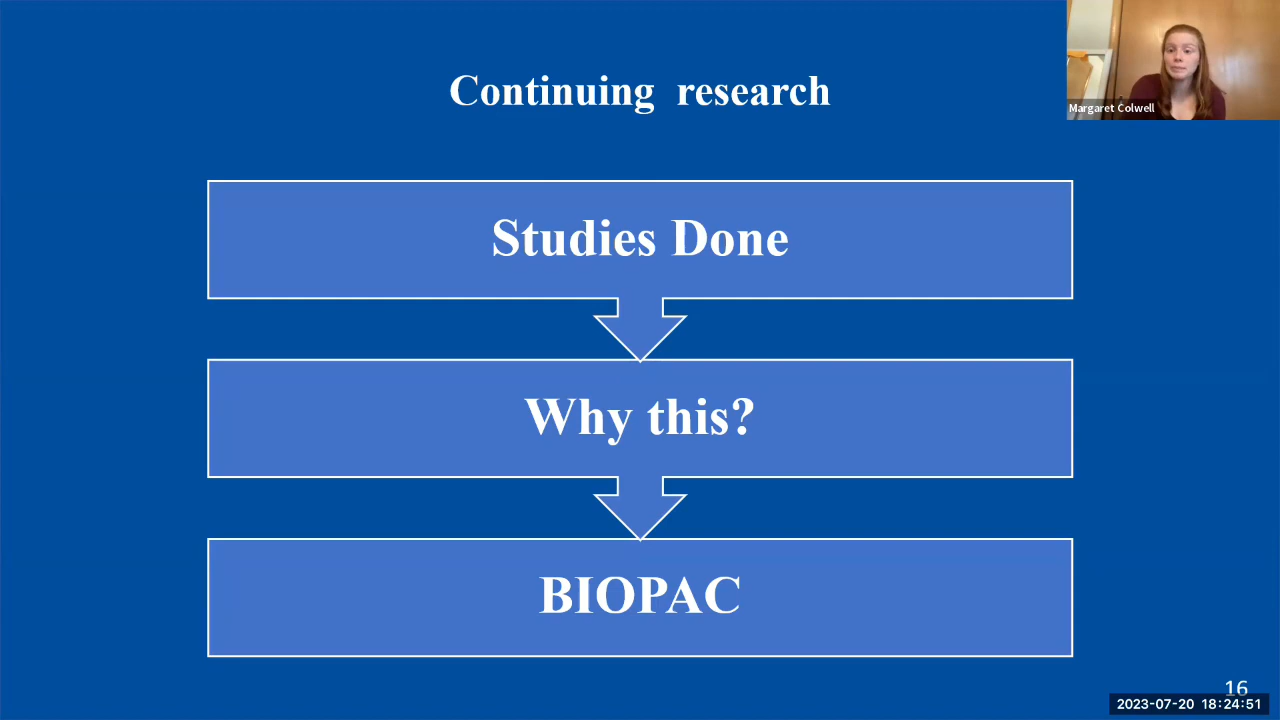 Continuing research
Margaret Colwell
Studies Done
Why this?
BIOPAC
16
2023-07-20 18:24:51